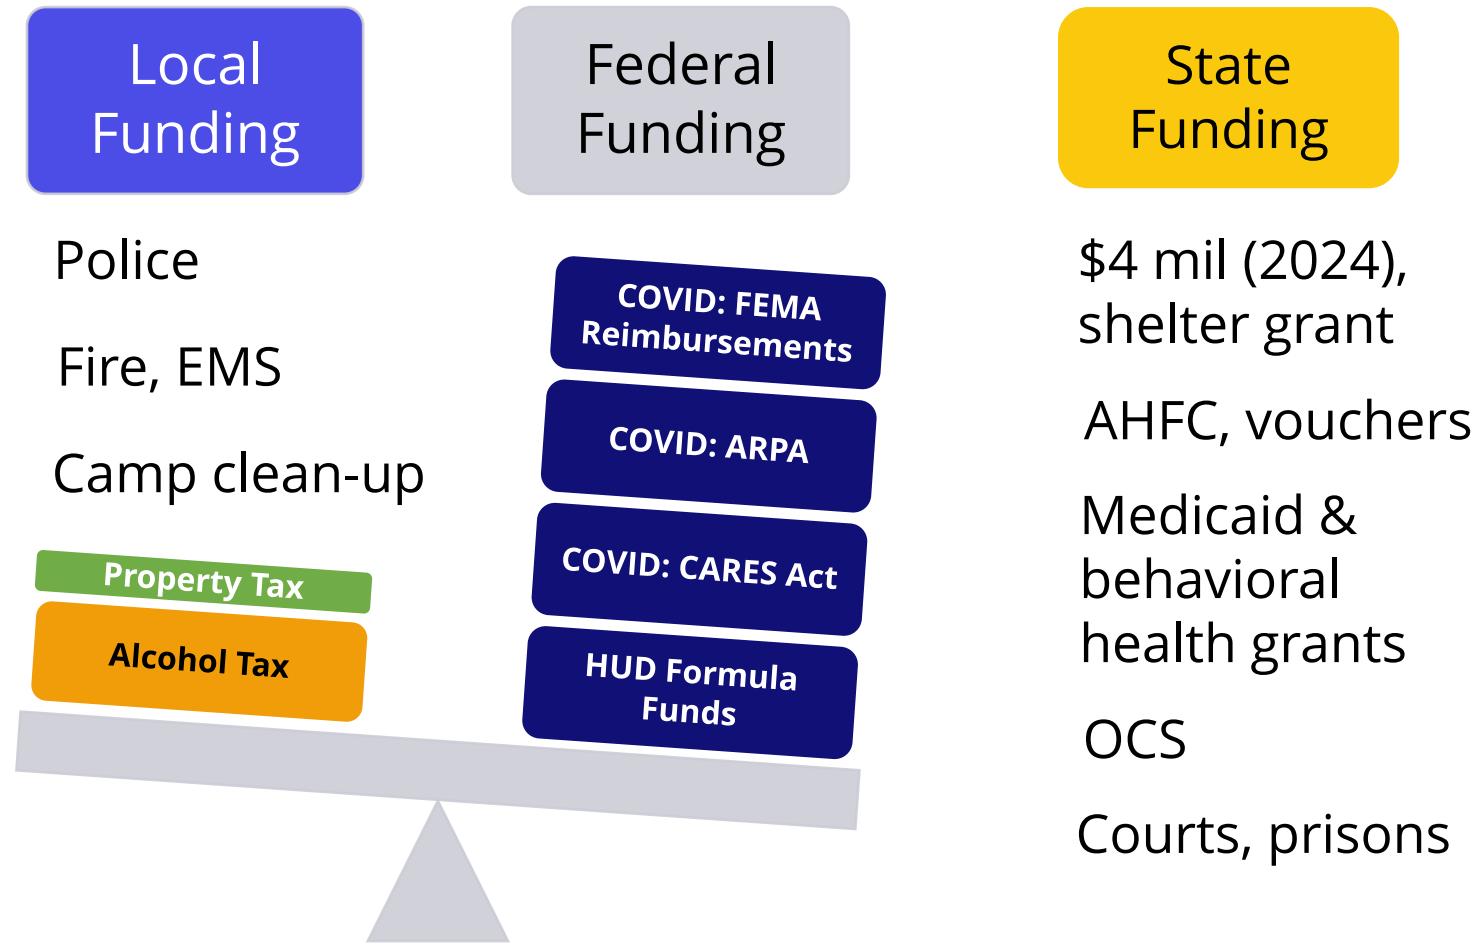 Local
Funding
Police
Fire, EMS
Camp clean-up
Property Tax
Alcohol Tax
Federal
Funding
COVID: FEMA
Reimbursements
COVID: ARPA
COVID: CARES Act
HUD Formula
Funds
State
Funding
$4 mil (2024),
shelter grant
AHFC, vouchers
Medicaid &
behavioral
health grants
OCS
Courts, prisons